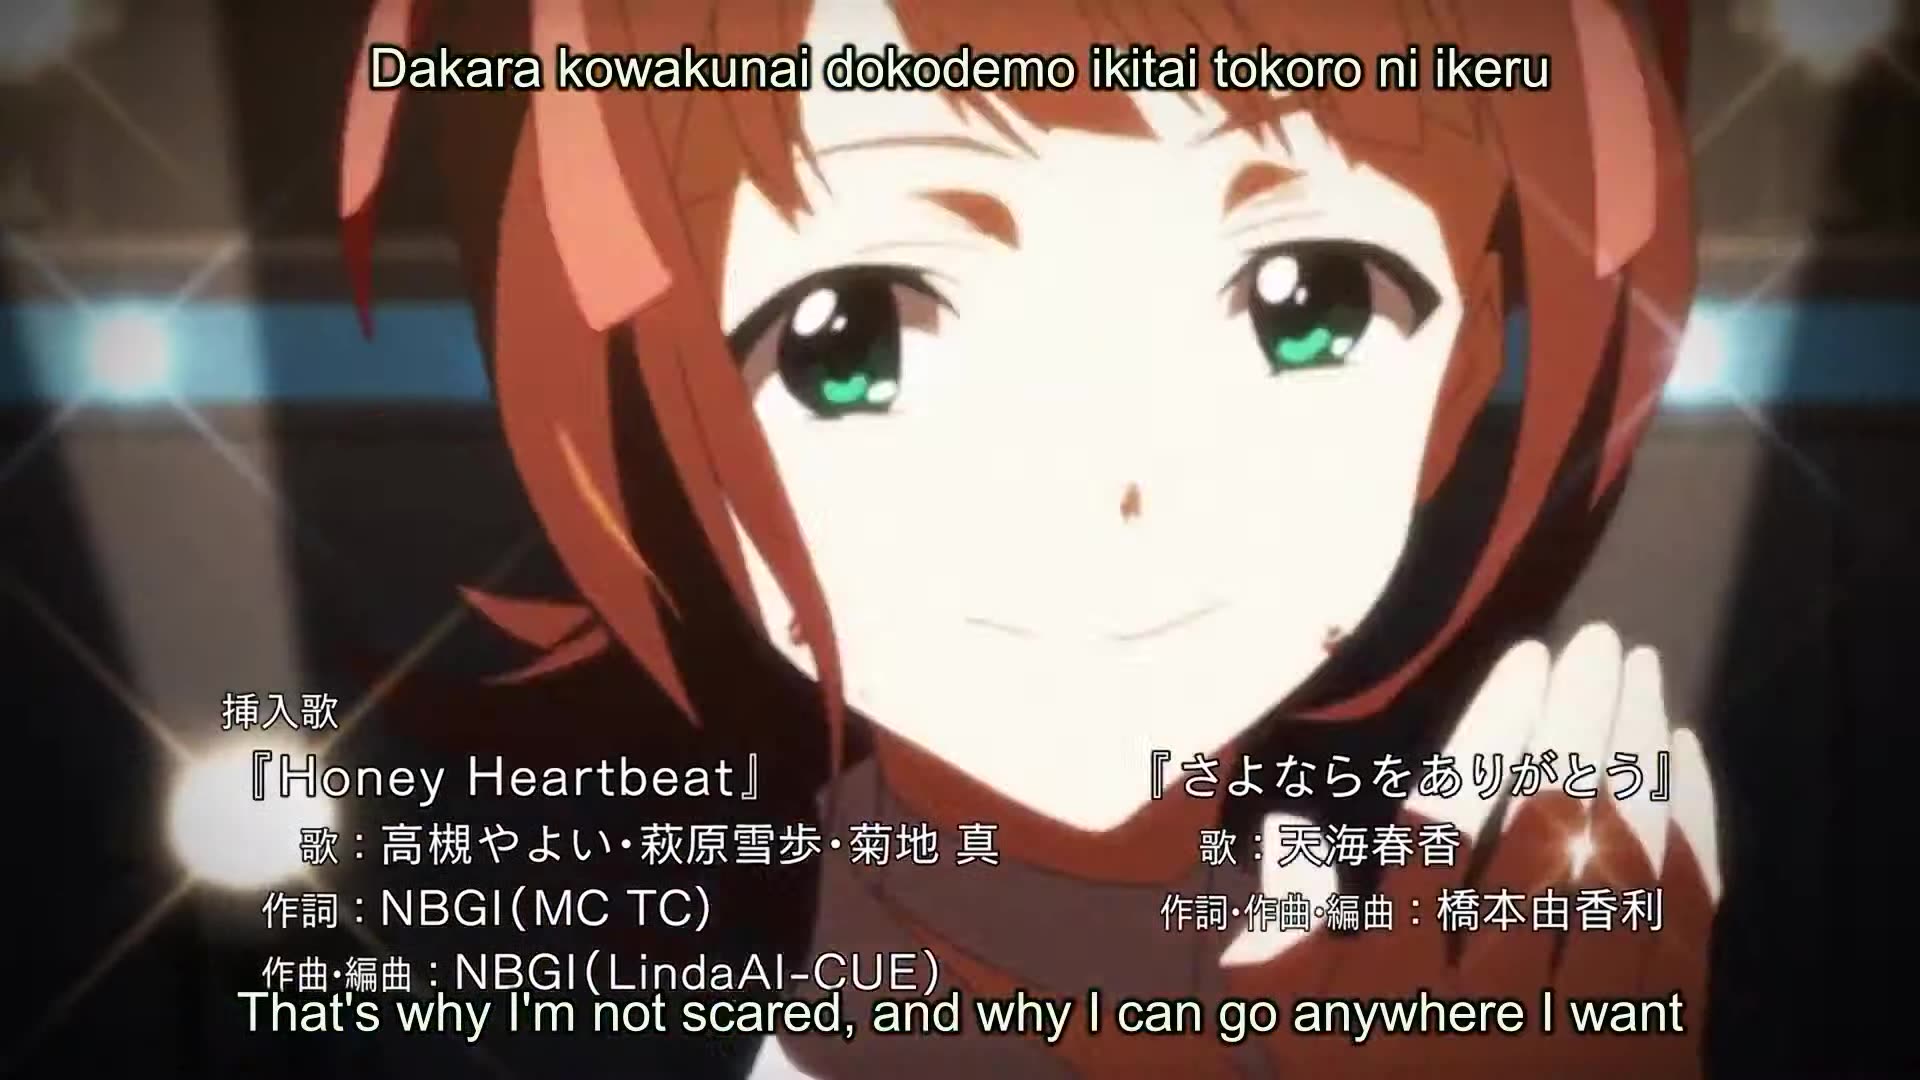 Dakara kowakunai dokodemo ikitai tokoro ni ikeru
挿入歌
『Honey Heartbeat』
歌：高槻やよい・萩原雪歩・菊地 真
作詞：NBGI(MC TC)
作曲・編曲：NBGI(LindaAI-CUE)
『さよならをありがとう』
歌：天海春香
作詞・作曲・編曲：橋本由香利
That's why I'm not scared, and why I can go anywhere I want